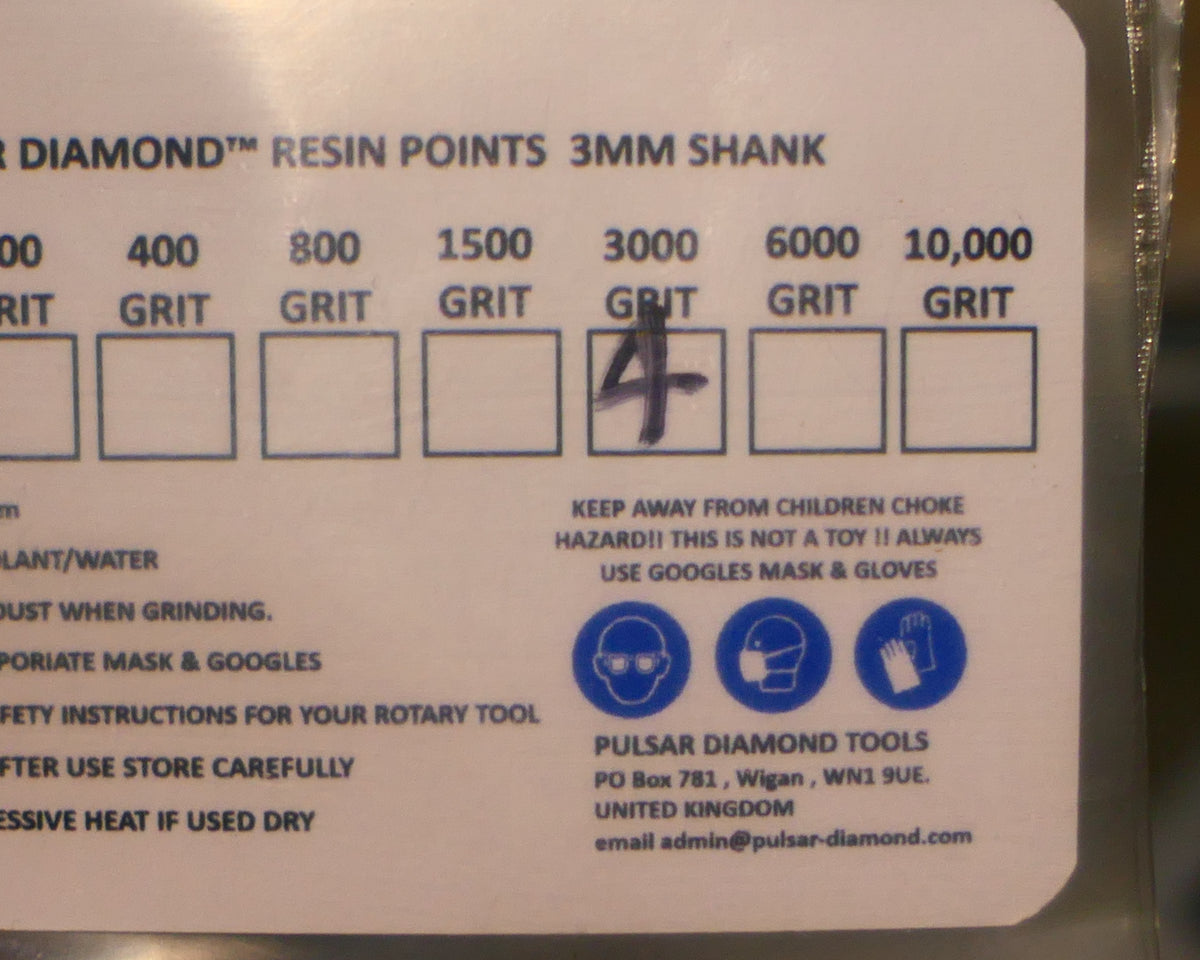 R DIAMOND™ RESIN POINTS 3MM SHANK
00 400 800 1500 3000 6000 10,000
RIT GRIT GRIT GRIT GRIT GRIT GRIT
4
m
LANT/WATER
DUST WHEN GRINDING.
PORIATE MASK & GOOGLES
FETY INSTRUCTIONS FOR YOUR ROTARY TOOL
FTER USE STORE CAREFULLY
ESSIVE HEAT IF USED DRY
KEEP AWAY FROM CHILDREN CHOKE
HAZARD!! THIS IS NOT A TOY !! ALWAYS
USE GOOGLES MASK & GLOVES
PULSAR DIAMOND TOOLS
PO Box 781 , Wigan , WN1 9UE.
UNITED KINGDOM
email admin@pulsar-diamond.com